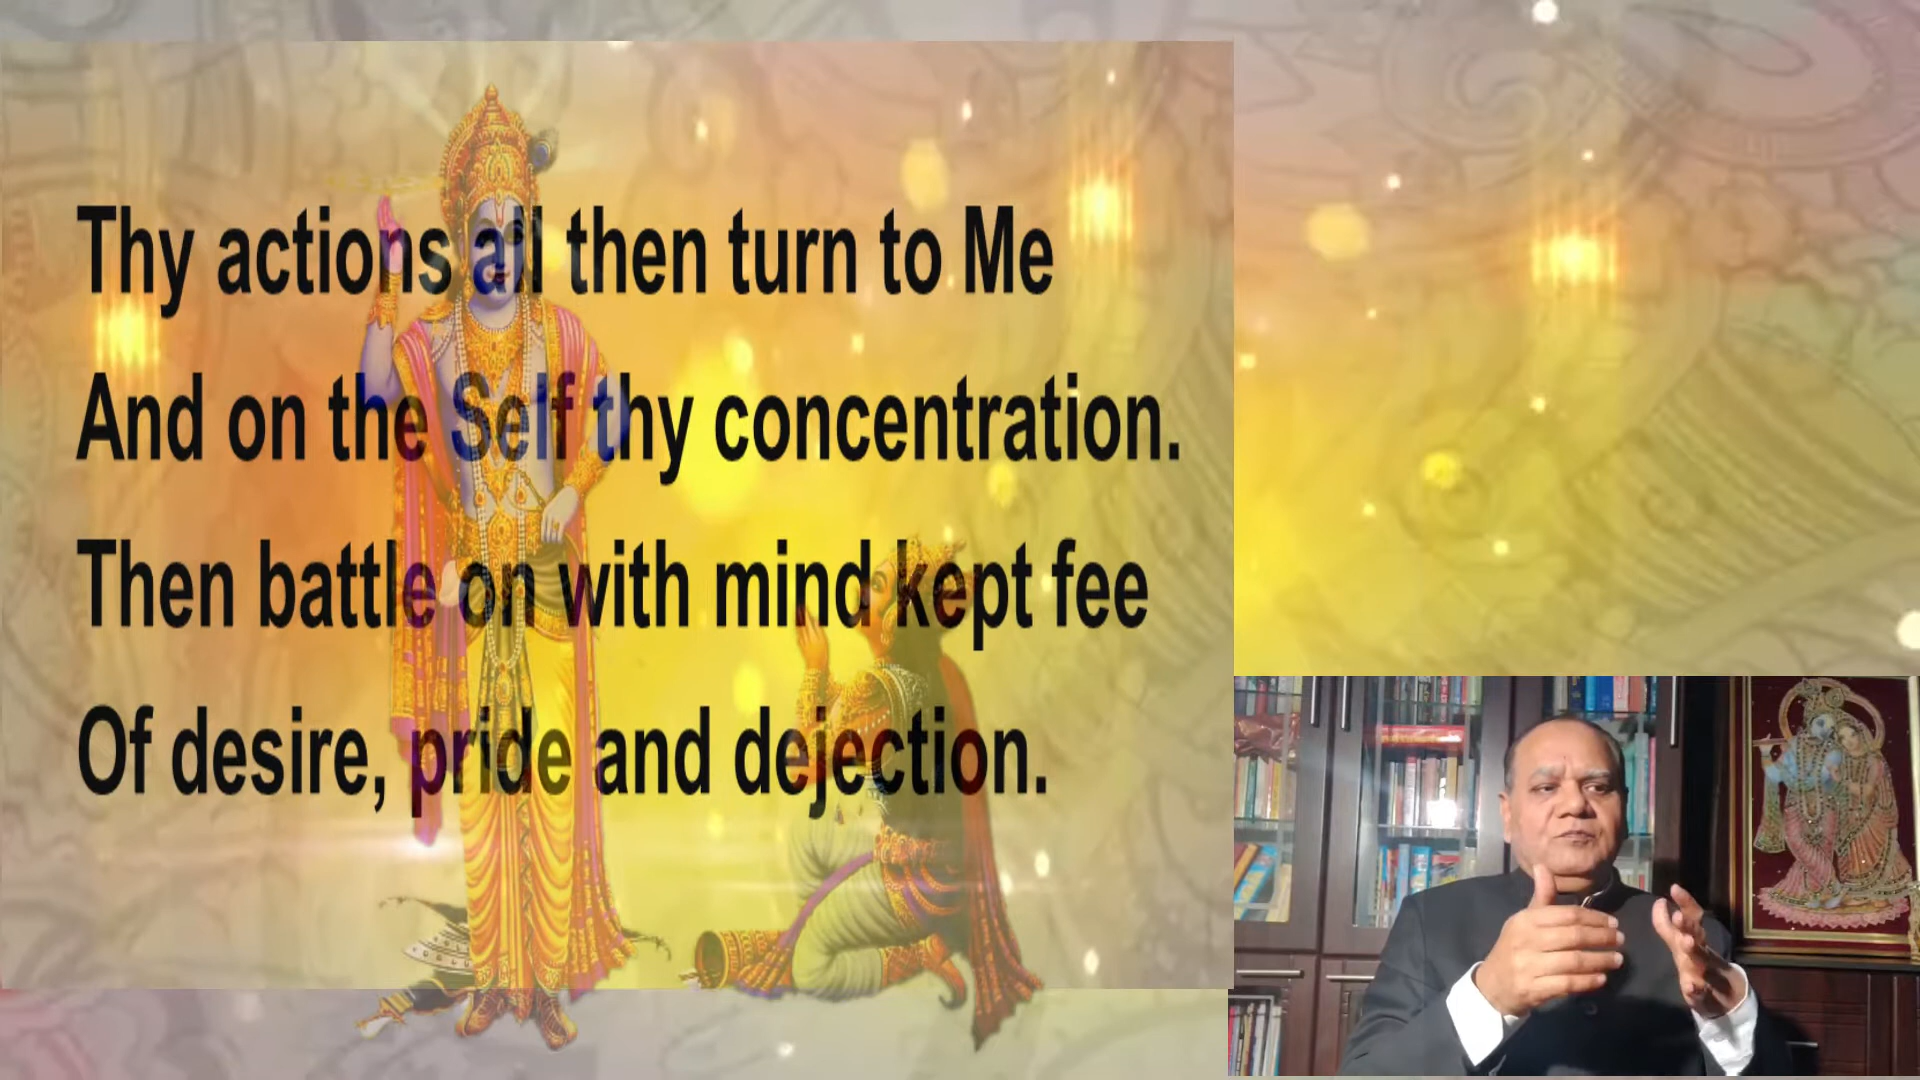 Thy actions all then turn to Me
And on the Self thy concentration.
Then battle on with mind kept fee
Of desire, pride and dejection.